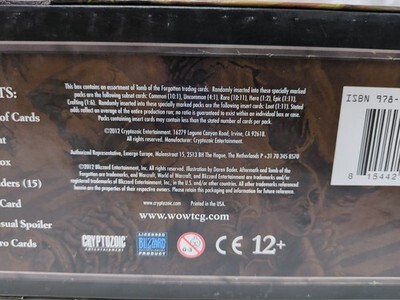 TS:
of Cards
nt
ox
ders (15)
Card
sual Spoiler
ro Cards
This box contains an assortment of Tomb of the Forgotten trading cards. Randomly inserted into these specially marked
packs are the following subset cards: Common (10:1), Uncommon (4:1), Rare (10:11), Hero (1:2), Epic (1:11),
Crafting (1:6). Randomly inserted into these specially marked packs are the following insert cards: Loot (1:11). Stated
odds reflect an average of the entire production run; no ratio is guaranteed to exist within an individual box or case.
Packs containing insert cards may contain less than the stated number of cards per pack.
©2012 Cryptozoic Entertainment. 16279 Laguna Canyon Road, Irvine, CA 92618.
All rights reserved.
Authorized Representative, Emerge Europe, Molenstraat 15, 2513 BH The Hague, The Netherlands P +31 70 345 8570
©2012 Blizzard Entertainment, Inc. All rights reserved. Illustration by Daren Bader. Aftermath and Tomb of the
Forgotten are trademarks, and Warcraft, World of Warcraft, and Blizzard Entertainment are trademarks and/or
registered trademarks of Blizzard Entertainment, Inc., in the U.S. and/or other countries. All other trademarks referenced
herein are the properties of their respective owners. Please retain this packaging and information for future reference.
www.cryptozoic.com Printed in the USA.
www.wowtcg.com
CRYPTOZOIC
ENTERTAINMENT
LICENSED
BLIZZARD
PRODUCT
0-3
CE 12+
ISBN 978-
0 15442